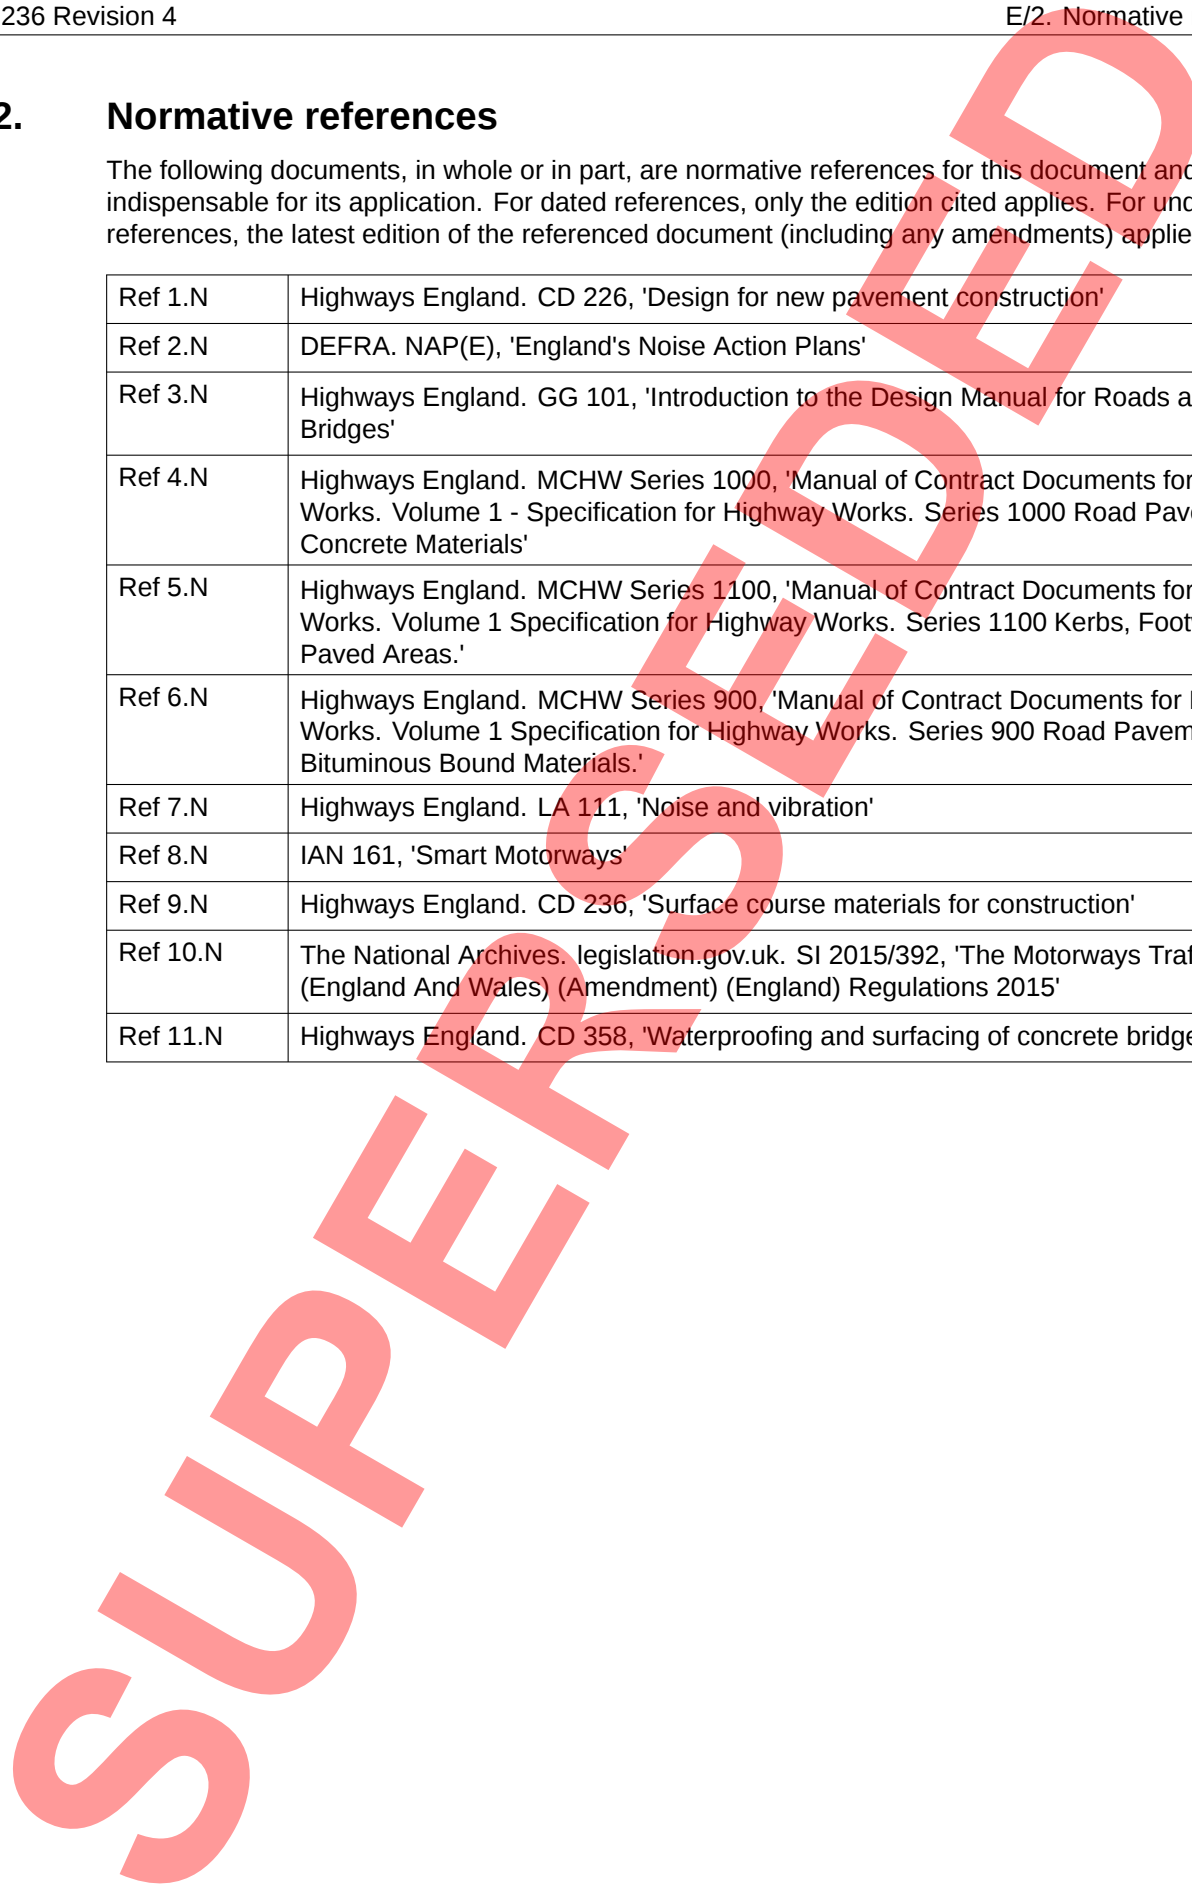 236 Revision 4
E/2. Normative
2.
Normative references
The following documents, in whole or in part, are normative references for this document and
indispensable for its application. For dated references, only the edition cited applies. For und
references, the latest edition of the referenced document (including any amendments) applie
Ref 1.N Highways England. CD 226, 'Design for new pavement construction'
Ref 2.N DEFRA. NAP(E), 'England's Noise Action Plans'
Ref 3.N Highways England. GG 101, 'Introduction to the Design Manual for Roads a
Bridges'
Ref 4.N Highways England. MCHW Series 1000, 'Manual of Contract Documents for
Works. Volume 1 - Specification for Highway Works. Series 1000 Road Pave
Concrete Materials'
Ref 5.N Highways England. MCHW Series 1100, 'Manual of Contract Documents for
Works. Volume 1 Specification for Highway Works. Series 1100 Kerbs, Foot
Paved Areas.'
Ref 6.N Highways England. MCHW Series 900, 'Manual of Contract Documents for
Works. Volume 1 Specification for Highway Works. Series 900 Road Pavem
Bituminous Bound Materials.'
Ref 7.N Highways England. LA 111, 'Noise and vibration'
Ref 8.N IAN 161, 'Smart Motorways'
Ref 9.N Highways England. CD 236, 'Surface course materials for construction'
Ref 10.N The National Archives. legislation.gov.uk. SI 2015/392, 'The Motorways Traf
(England And Wales) (Amendment) (England) Regulations 2015'
Ref 11.N Highways England. CD 358, 'Waterproofing and surfacing of concrete bridge
SUPERSEDED